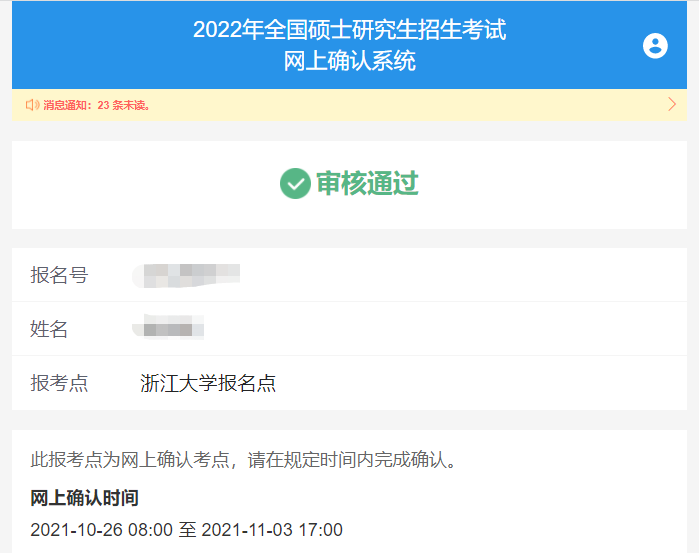 2022年全国硕士研究生招生考试
网上确认系统
消息通知：23 条未读。
审核通过
报名号
姓名
报考点 浙江大学报名点
此报考点为网上确认考点，请在规定时间内完成确认。
网上确认时间
2021-10-26 08:00 至 2021-11-03 17:00